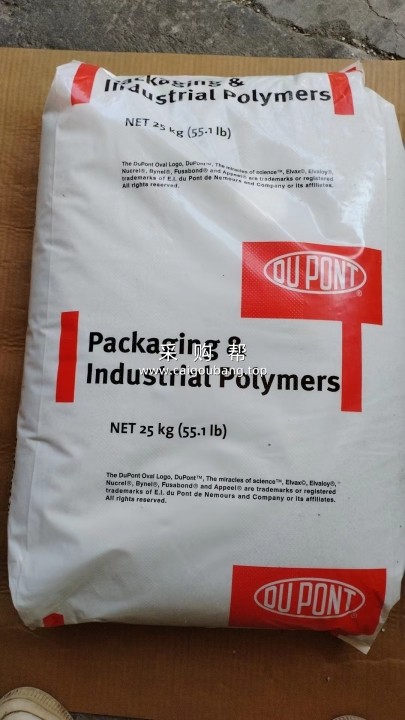 Packaging &
Industrial Polymers
NET 25 kg (55.1 lb)
The DuPont Oval Logo, DuPont™, The miracles of science™, Elvax®, Elvaloy®,
Nucrel®, Bynel®, Fusabond® and Appeel® are trademarks or registered
trademarks of E.I. du Pont de Nemours and Company or its affiliates.
All rights reserved.
DU PONT®
Packaging &
Industrial Polymers
采购帮
www.caigoubang.top
NET 25 kg (55.1 lb)
The DuPont Oval Logo, DuPont™, The miracles of science™, Elvax®, Elvaloy®,
Nucrel®, Bynel®, Fusabond® and Appeel® are trademarks or registered
trademarks of E.I. du Pont de Nemours and Company or its affiliates.
All rights reserved.
DU PONT